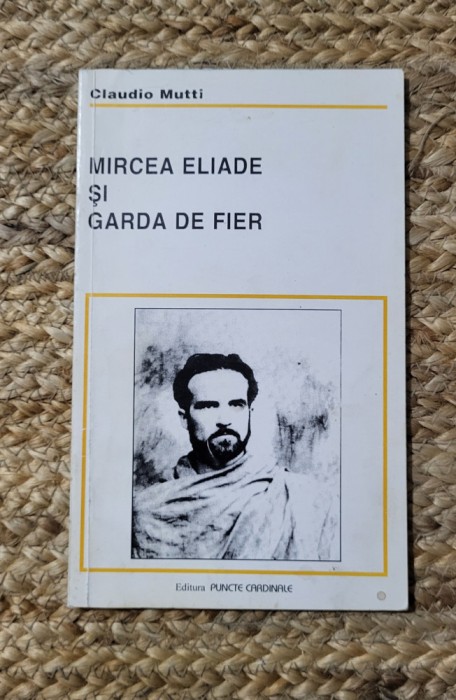 Claudio Mutti
MIRCEA ELIADE
ŞI
GARDA DE FIER
Editura PUNCTE CARDINALE